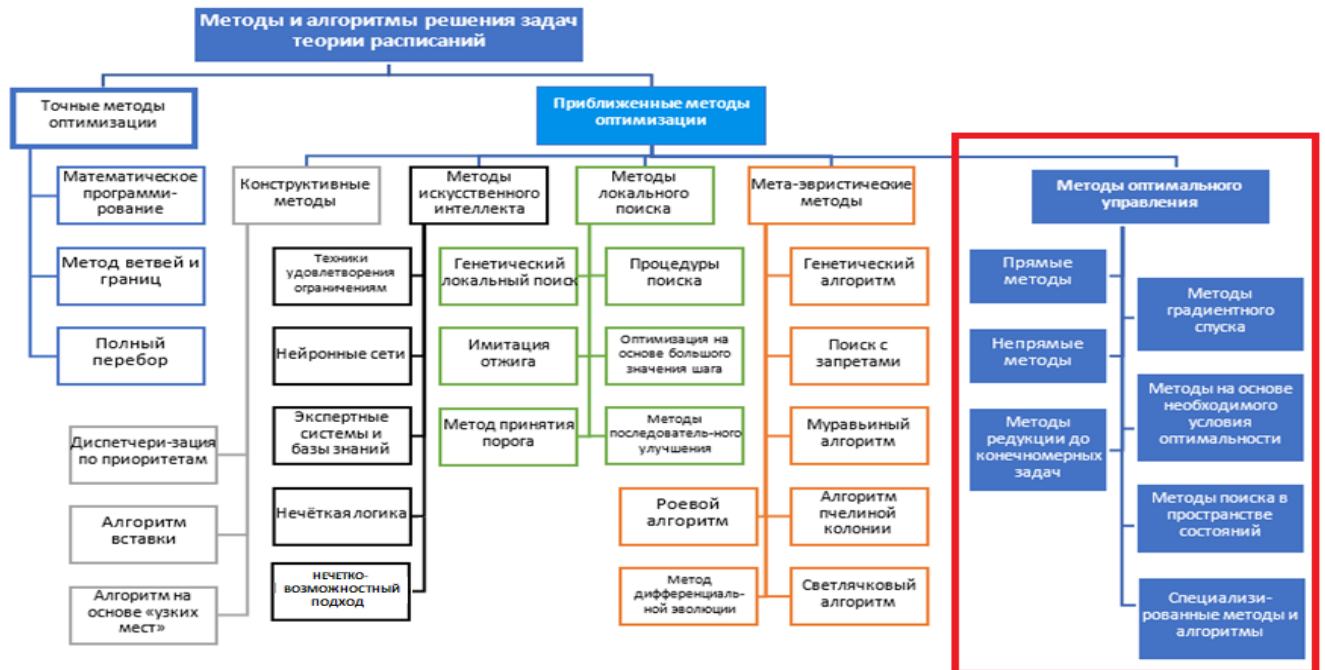 Методы и алгоритмы решения задач
теории расписаний
Точные методы
оптимизации
Приближенные методы
оптимизации
Математическое
программи-
рование
Метод ветвей и
границ
Полный
перебор
Конструктивные
методы
Диспетчери-зация
по приоритетам
Алгоритм
вставки
Алгоритм на
основе «узких
мест»
Методы
искусственного
интеллекта
Техники
удовлетворения
ограничениям
Нейронные сети
Экспертные
системы и
базы знаний
Нечёткая логика
НЕЧЕТКО-
ВОЗМОЖНОСТНЫЙ
ПОДХОД
Методы
локального
поиска
Генетический
локальный поиск
Процедуры
поиска
Имитация
отжига
Оптимизация на
основе большого
значения шага
Метод принятия
порога
Методы
последователь-ного
улучшения
Мета-эвристические
методы
Генетический
алгоритм
Поиск с
запретами
Муравьиный
алгоритм
Роевой
алгоритм
Алгоритм
пчелиной
колонии
Метод
дифференциаль-
ной эволюции
Светлячковый
алгоритм
Методы оптимального
управления
Прямые
методы
Методы
градиентного
спуска
Непрямые
методы
Методы на основе
необходимого
условия
оптимальности
Методы
редукции до
конечномерных
задач
Методы поиска в
пространстве
состояний
Специализи-
рованные методы и
алгоритмы